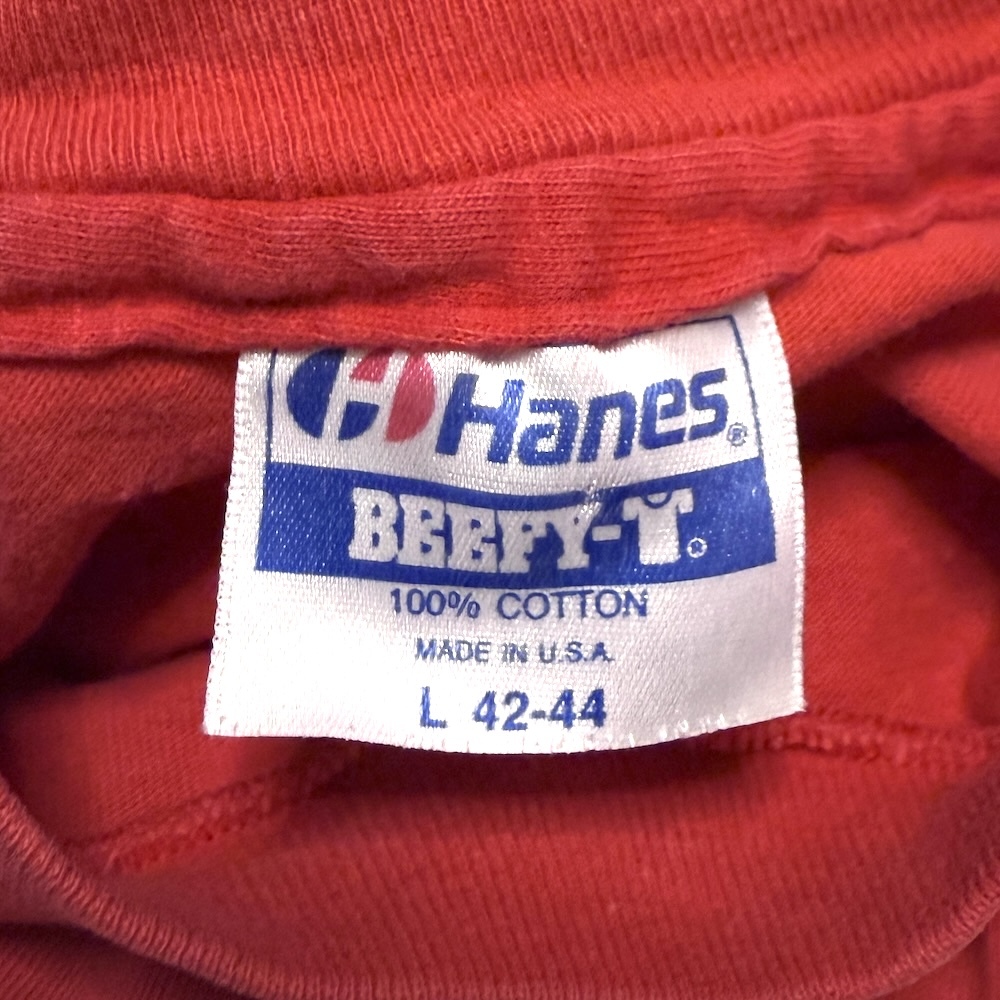 Hanes®
BEEFY-T®
100% COTTON
MADE IN U.S.A.
L 42-44